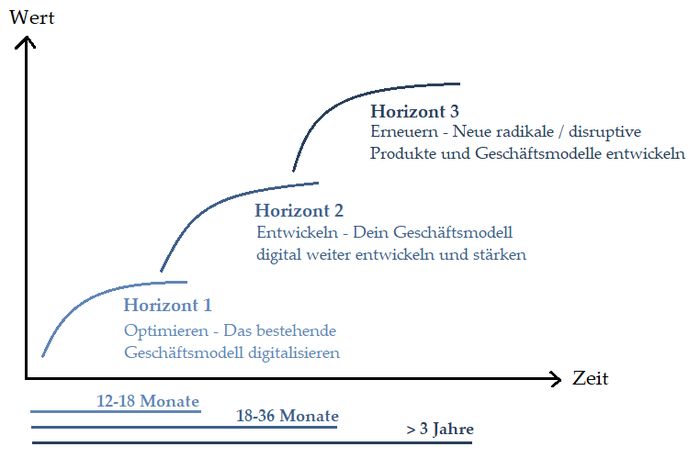 Wert
Horizont 3
Erneuern - Neue radikale / disruptive
Produkte und Geschäftsmodelle entwickeln
Horizont 2
Entwickeln - Dein Geschäftsmodell
digital weiter entwickeln und stärken
Horizont 1
Optimieren - Das bestehende
Geschäftsmodell digitalisieren
Zeit
12-18 Monate
18-36 Monate
> 3 Jahre